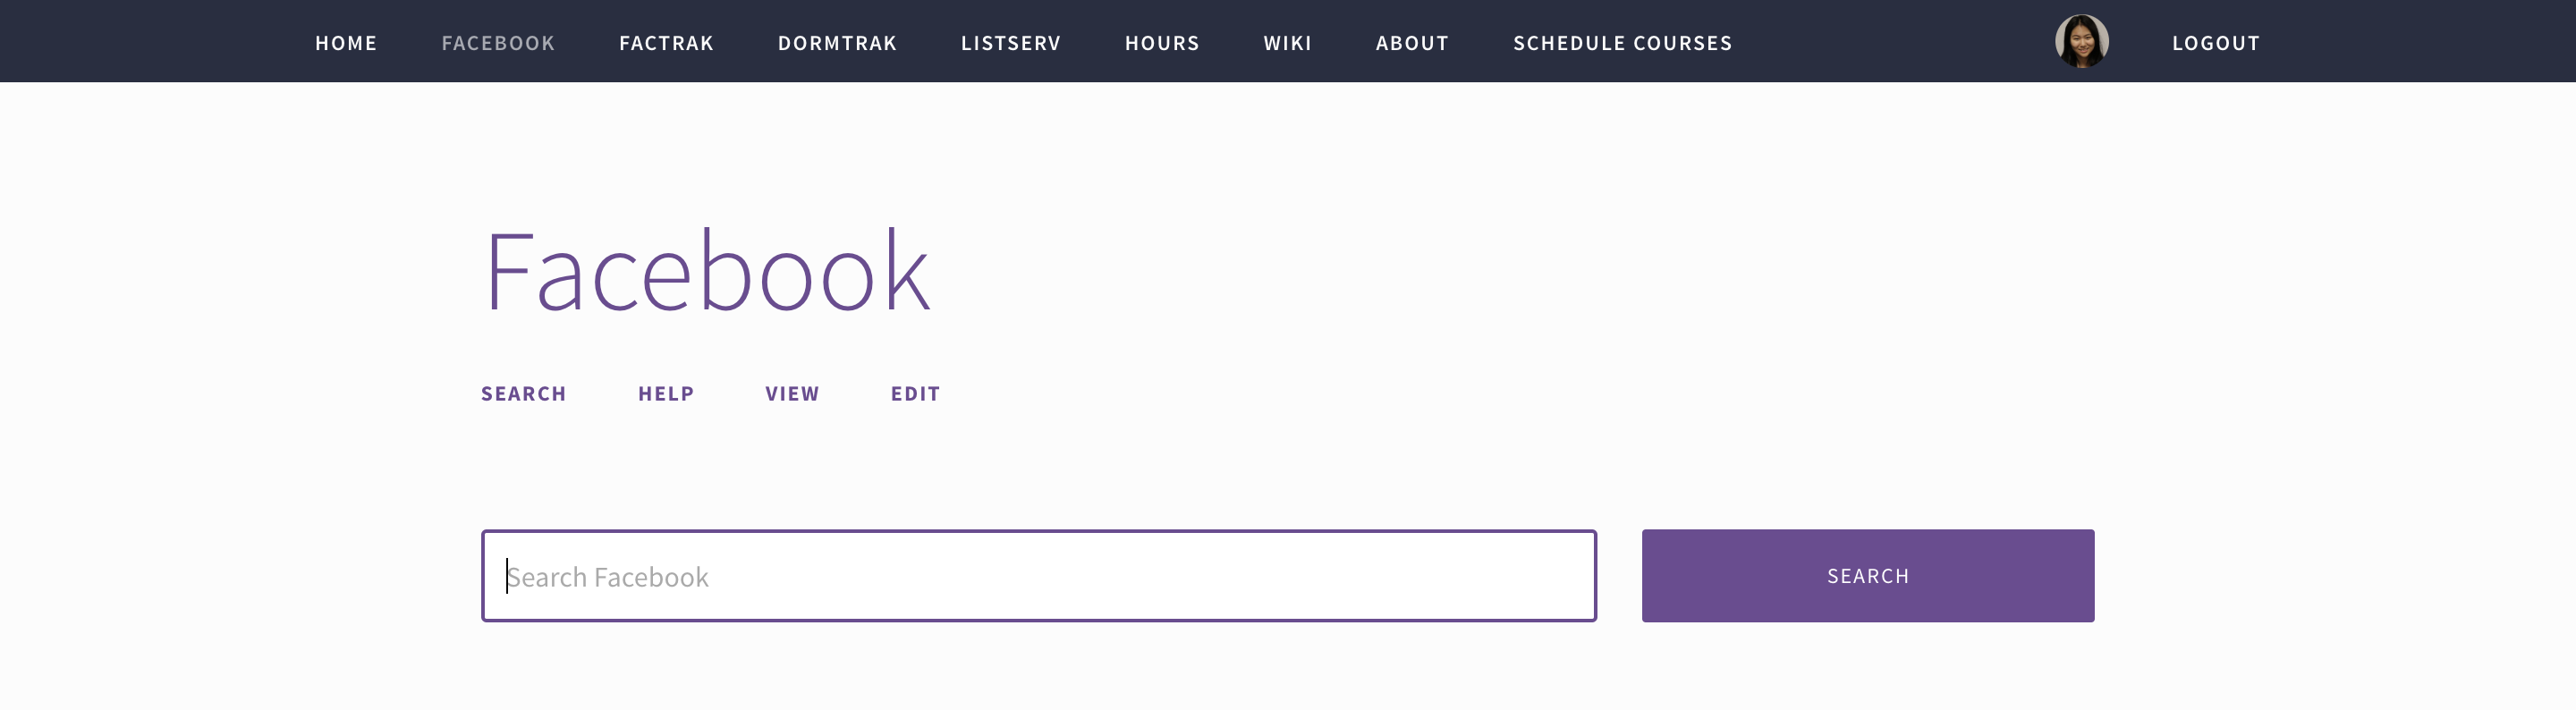 HOME FACEBOOK FACTRAK DORMTRAK LISTSERV HOURS WIKI ABOUT SCHEDULE COURSES LOGOUT
Facebook
SEARCH HELP VIEW EDIT
Search Facebook SEARCH